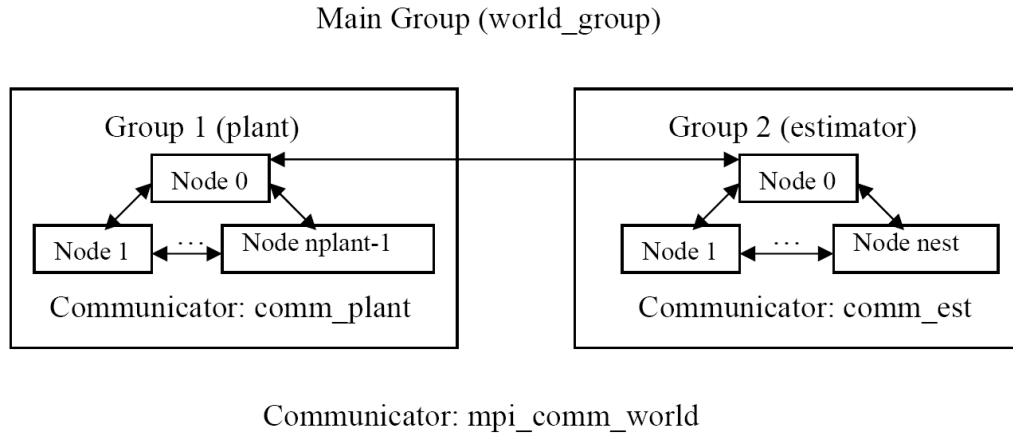 Main Group (world_group)
Group 1 (plant)
Node 0
Node 1
...
Node nplant-1
Communicator: comm_plant
Group 2 (estimator)
Node 0
Node 1
...
Node nest
Communicator: comm_est
Communicator: mpi_comm_world